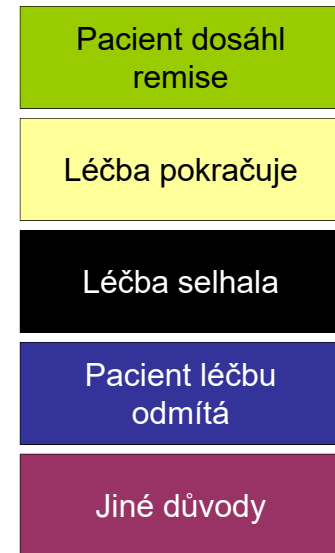 Pacient dosáhl
remise
Léčba pokračuje
Léčba selhala
Pacient léčbu
odmítá
Jiné důvody